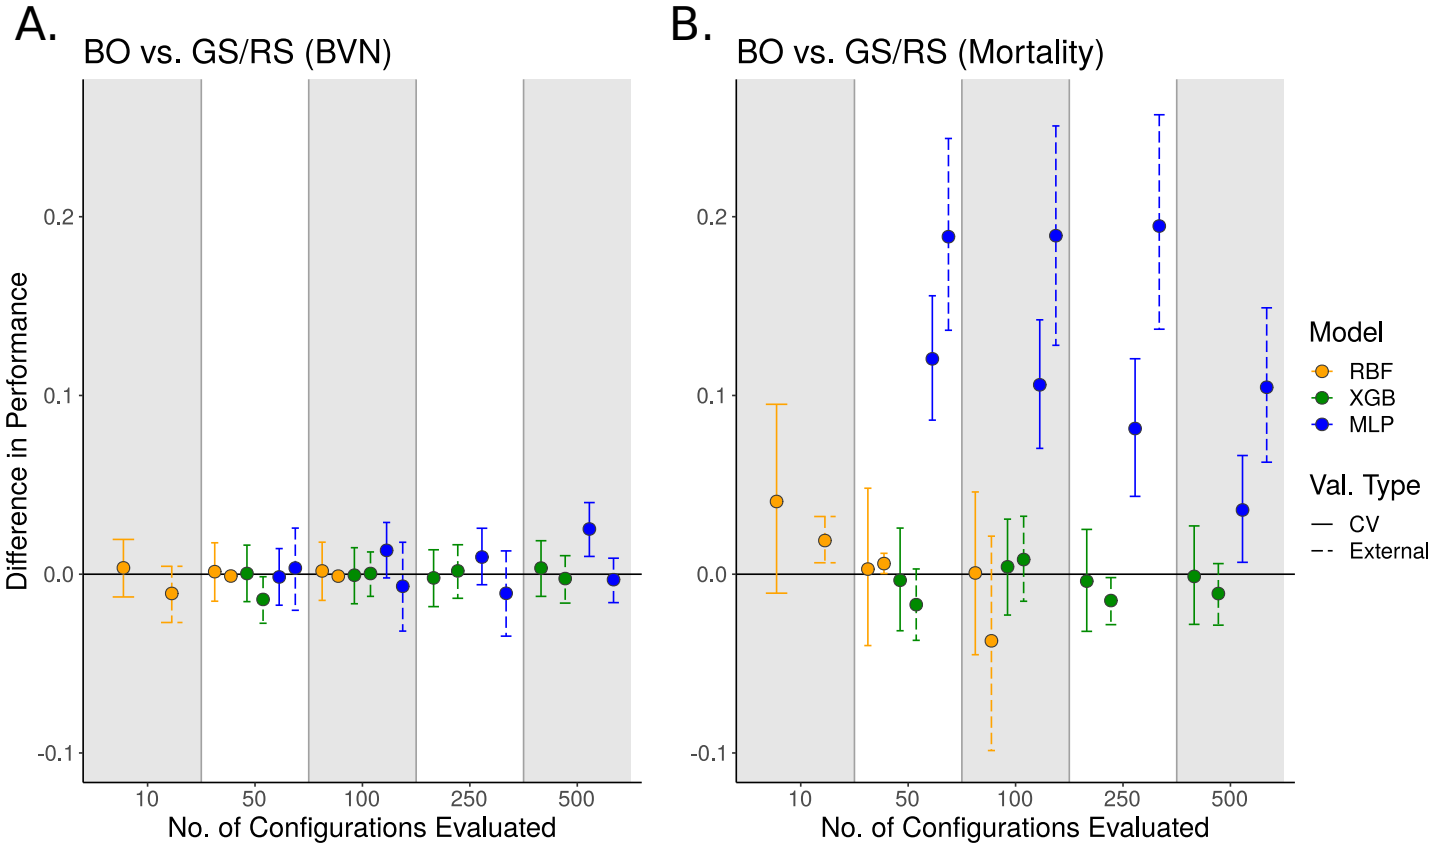 A.
BO vs. GS/RS (BVN)
Difference in Performance
0.2
0.1
0.0
-0.1
10 50 100 250 500
No. of Configurations Evaluated
B.
BO vs. GS/RS (Mortality)
0.2
0.1
0.0
-0.1
10 50 100 250 500
No. of Configurations Evaluated
Model
RBF
XGB
MLP
Val. Type
CV
External